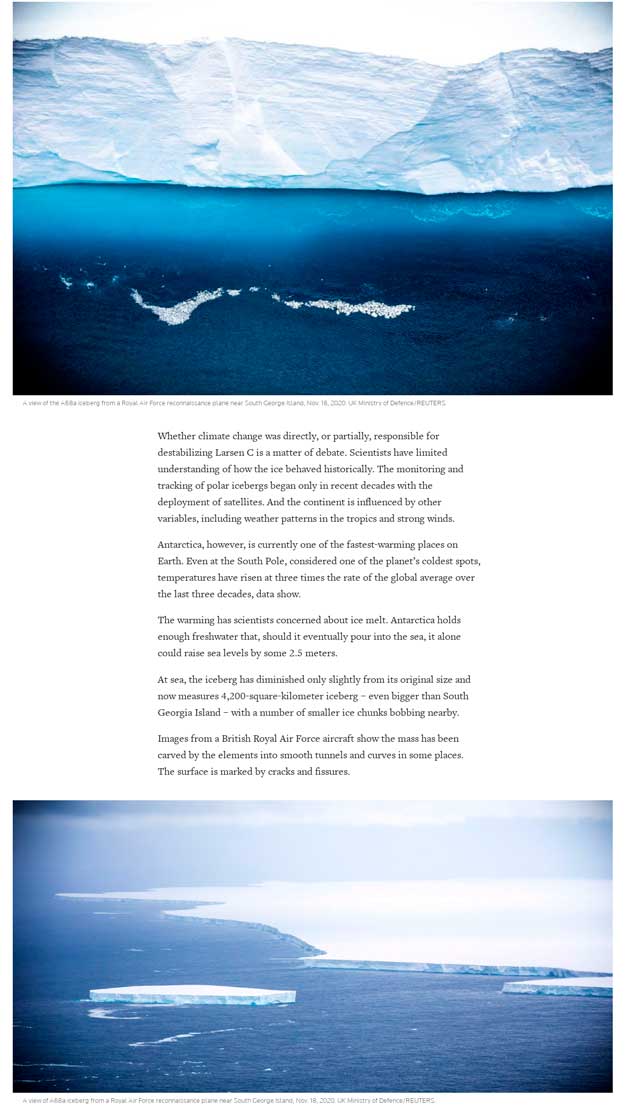 A view of the A68a iceberg from a Royal Air Force reconnaissance plane near South George Island, Nov. 18, 2020. UK Ministry of Defence/REUTERS.
Whether climate change was directly, or partially, responsible for
destabilizing Larsen C is a matter of debate. Scientists have limited
understanding of how the ice behaved historically. The monitoring and
tracking of polar icebergs began only in recent decades with the
deployment of satellites. And the continent is influenced by other
variables, including weather patterns in the tropics and strong winds.
Antarctica, however, is currently one of the fastest-warming places on
Earth. Even at the South Pole, considered one of the planet's coldest spots,
temperatures have risen at three times the rate of the global average over
the last three decades, data show.
The warming has scientists concerned about ice melt. Antarctica holds
enough freshwater that, should it eventually pour into the sea, it alone
could raise sea levels by some 2.5 meters.
At sea, the iceberg has diminished only slightly from its original size and
now measures 4,200-square-kilometer iceberg – even bigger than South
Georgia Island – with a number of smaller ice chunks bobbing nearby.
Images from a British Royal Air Force aircraft show the mass has been
carved by the elements into smooth tunnels and curves in some places.
The surface is marked by cracks and fissures.
A view of A68a iceberg from a Royal Air Force reconnaissance plane near South George Island, Nov. 18, 2020. UK Ministry of Defence/REUTERS.